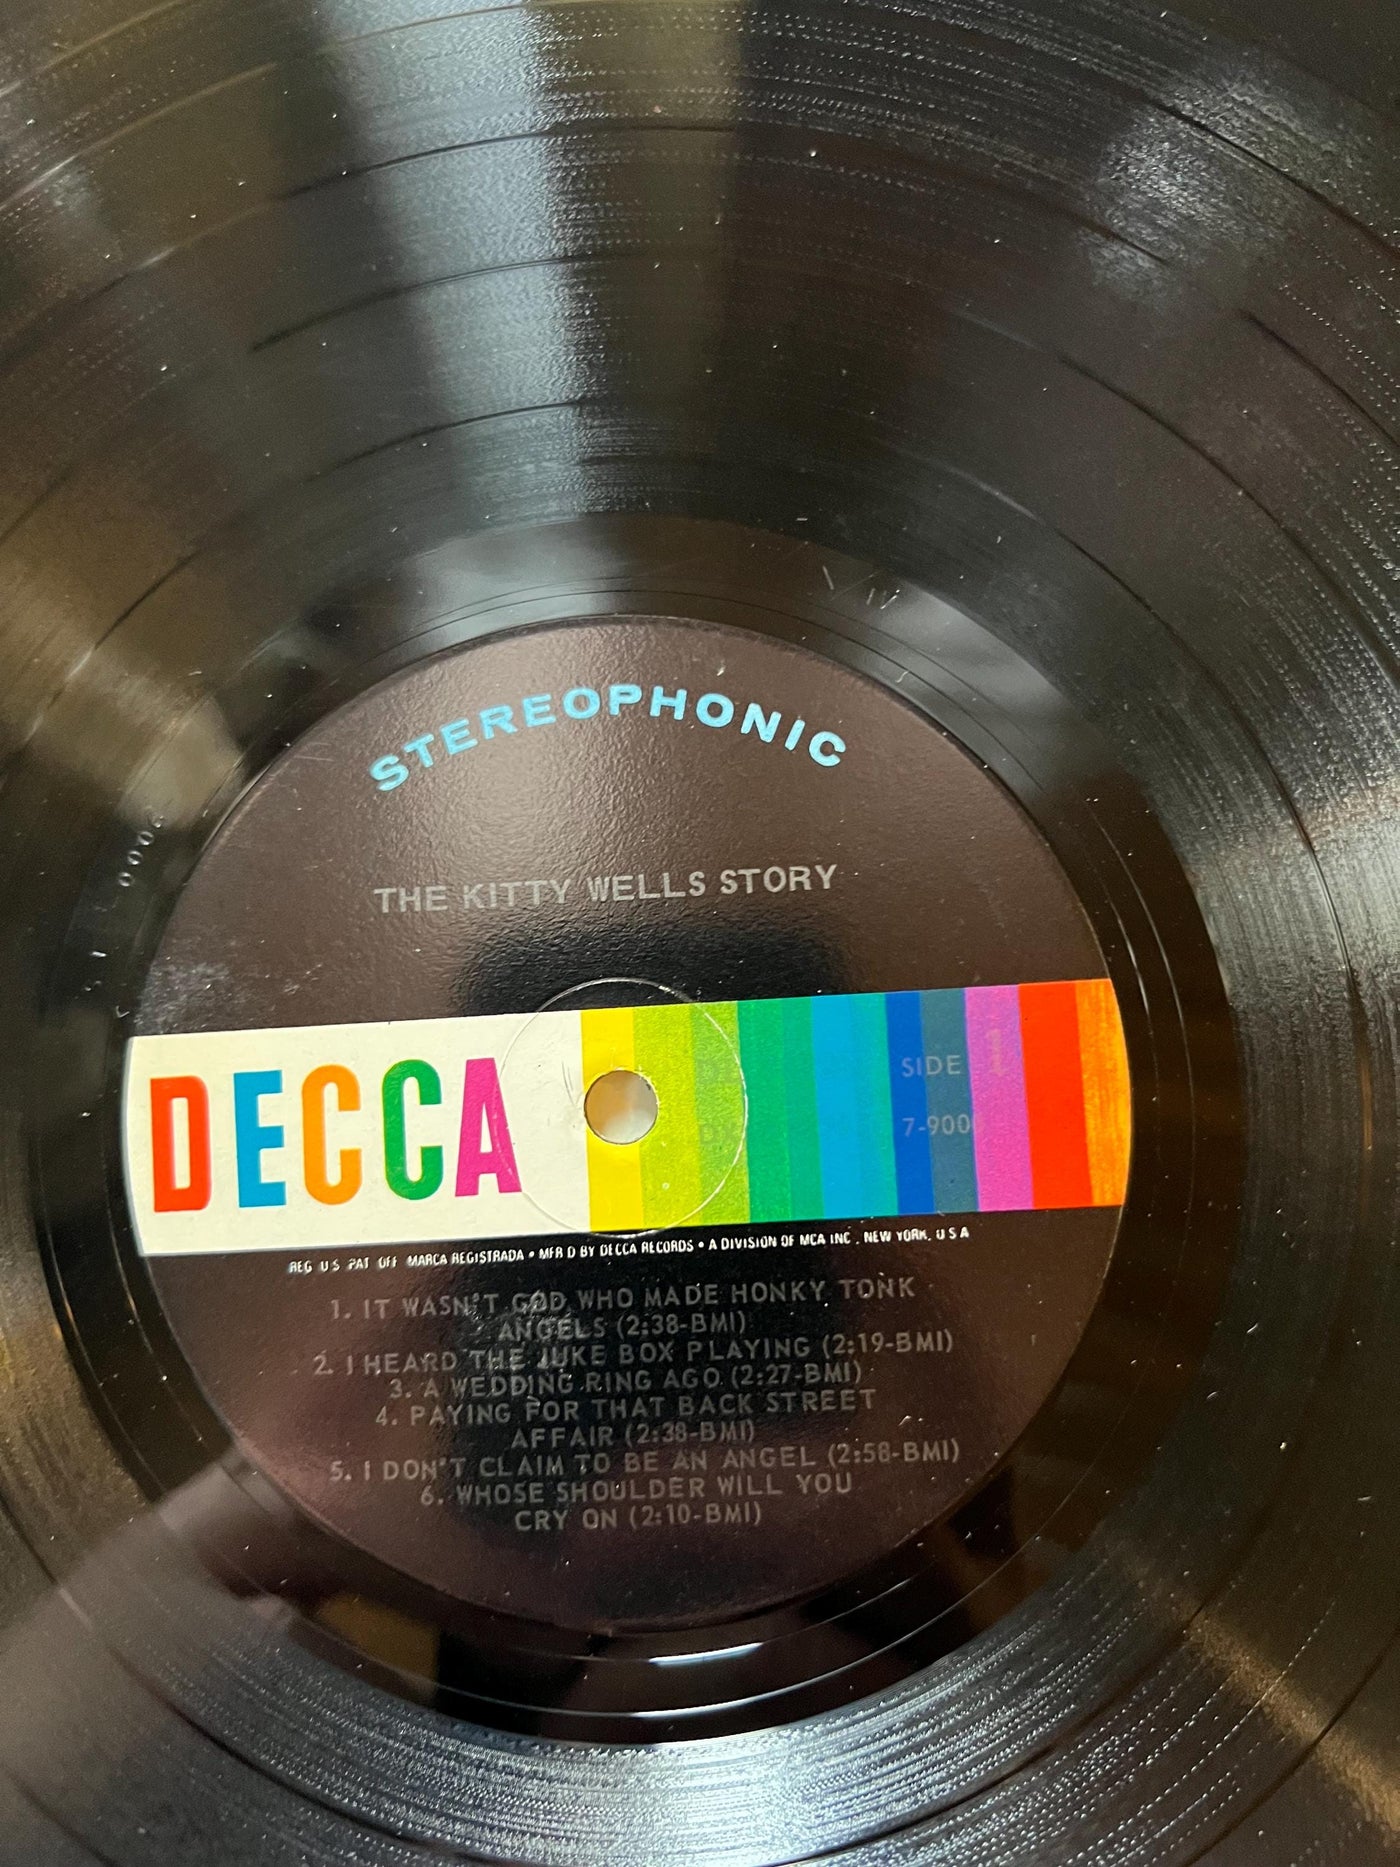 STEREOPHONIC
THE KITTY WELLS STORY
DECCA
SIDE 1
7-900
REG U S PAT OFF MARCA REGISTRADA • MFR D BY DECCA RECORDS • A DIVISION OF MCA INC . NEW YORK, U S A
1. IT WASN'T GOD WHO MADE HONKY TONK
ANGELS (2:38-BMI)
2. I HEARD THE JUKE BOX PLAYING (2:19-BMI)
3. A WEDDING RING AGO (2:27-BMI)
4. PAYING FOR THAT BACK STREET
AFFAIR (2:38-BMI)
5. I DON'T CLAIM TO BE AN ANGEL (2:58-BMI)
6. WHOSE SHOULDER WILL YOU
CRY ON (2:10-BMI)